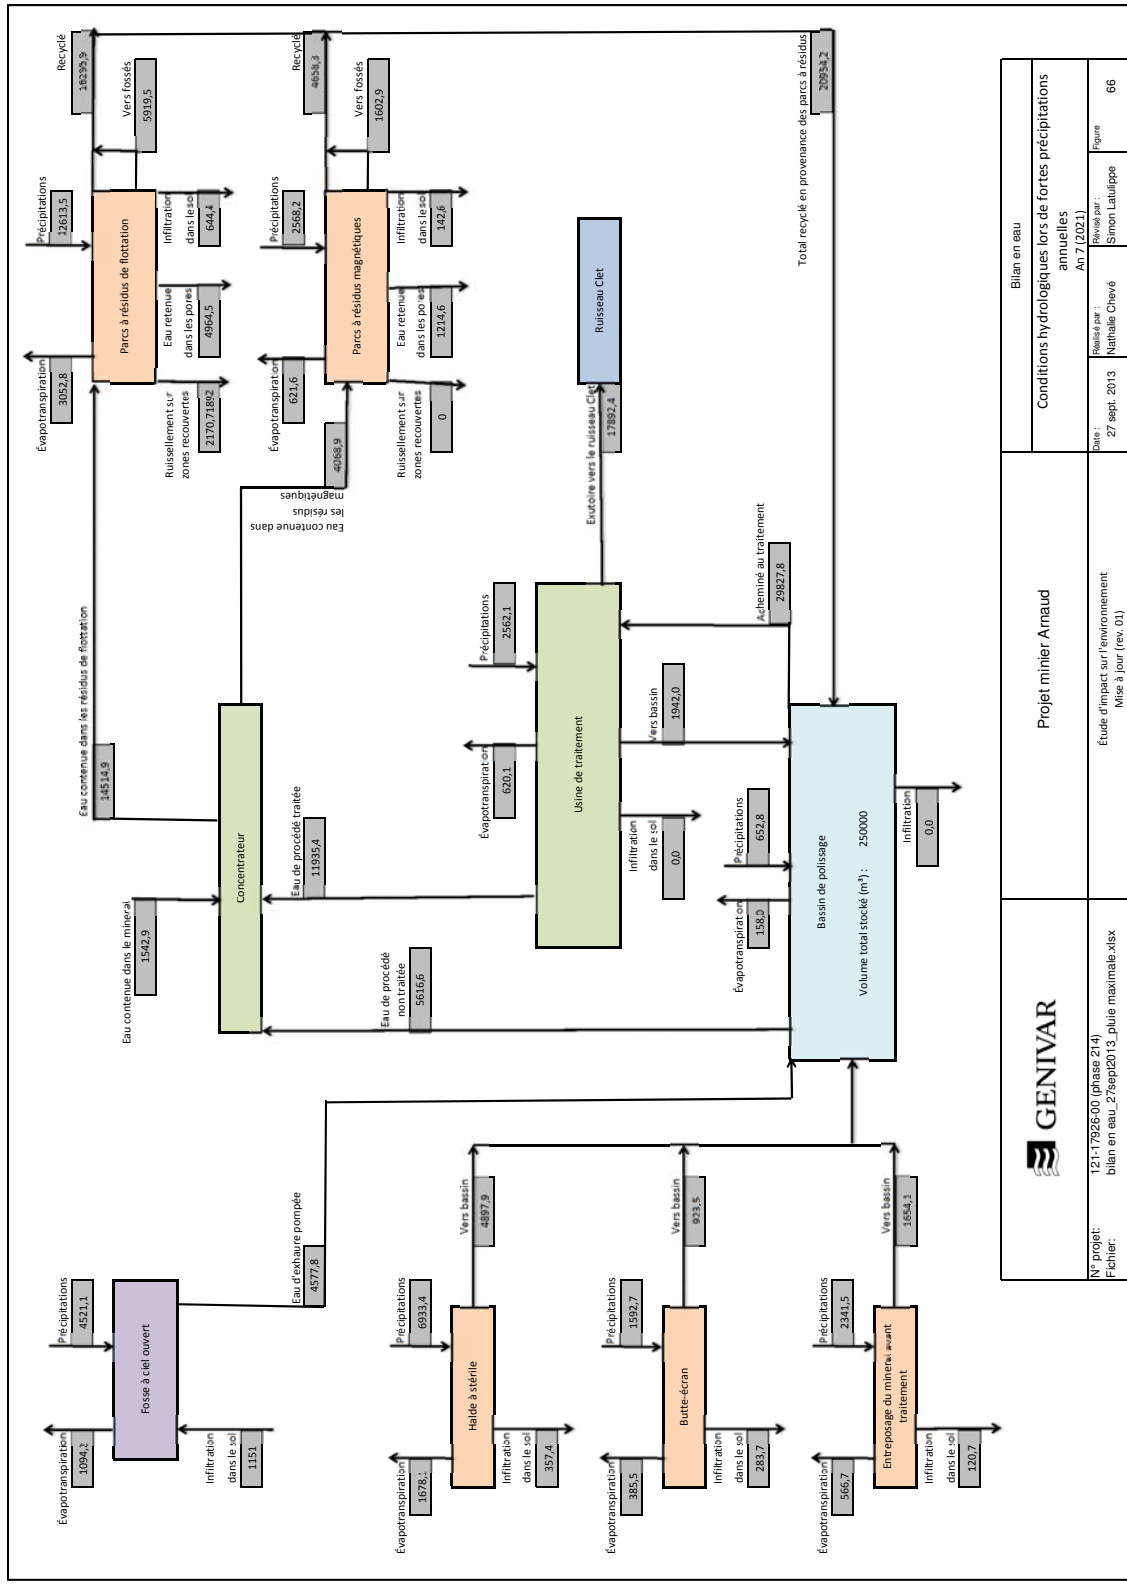 Évapotranspiration
1094,2
Précipitations
4521,1
Fosse à ciel ouvert
Infiltration
dans le sol
1151
Eau d'exhaure pompée
4577,8
Évapotranspiration
1678,1
Précipitations
6933,4
Halde à stérile
Infiltration
dans le sol
357,4
Vers bassin
4897,9
Évapotranspiration
385,5
Précipitations
1592,7
Butte-écran
Infiltration
dans le sol
283,7
Vers bassin
923,5
Évapotranspiration
566,7
Précipitations
2341,5
Entreposage du minerai avant
traitement
Infiltration
dans le sol
120,7
Vers bassin
1654,1
Eau contenue dans le minerai
1542,9
Concentrateur
Eau de procédé
non traitée
5616,6
Eau de procédé traitée
11935,4
14514,9
Eau contenue dans les résidus de flottation
Eau contenue dans
les résidus
magnétiques
4068,9
Évapotranspiration
620,1
Précipitations
2562,1
Usine de traitement
Infiltration
dans le sol
0,0
Vers bassin
1942,0
Acheminé au traitement
29827,8
Exutoire vers le ruisseau Clet
17892,4
Ruisseau Clet
Évapotranspiration
158,0
Précipitations
652,8
Bassin de polissage
Volume total stocké (m³) : 250000
Infiltration
0,0
Évapotranspiration
3052,8
Précipitations
12613,5
Parcs à résidus de flottation
Ruissellement sur
zones recouvertes
2170,71892
Eau retenue
dans les pores
4964,5
Infiltration
dans le sol
644,4
Vers fossés
5919,5
Recyclé
16295,9
Évapotranspiration
621,6
Précipitations
2568,2
Parcs à résidus magnétiques
Ruissellement sur
zones recouvertes
0
Eau retenue
dans les pores
1214,6
Infiltration
dans le sol
142,6
Vers fossés
1602,9
Recyclé
4658,3
Total recyclé en provenance des parcs à résidus
20954,2
GENIVAR
N° projet: 121-17926-00 (phase 214)
Fichier: bilan en eau_27sept2013_pluie maximale.xlsx
Projet minier Arnaud
Étude d'impact sur l'environnement
Mise à jour (rev. 01)
Bilan en eau
Conditions hydrologiques lors de fortes précipitations
annuelles
An 7 (2021)
Date :
27 sept. 2013
Réalisé par :
Nathalie Chevé
Révisé par :
Simon Latulippe
Figure
66